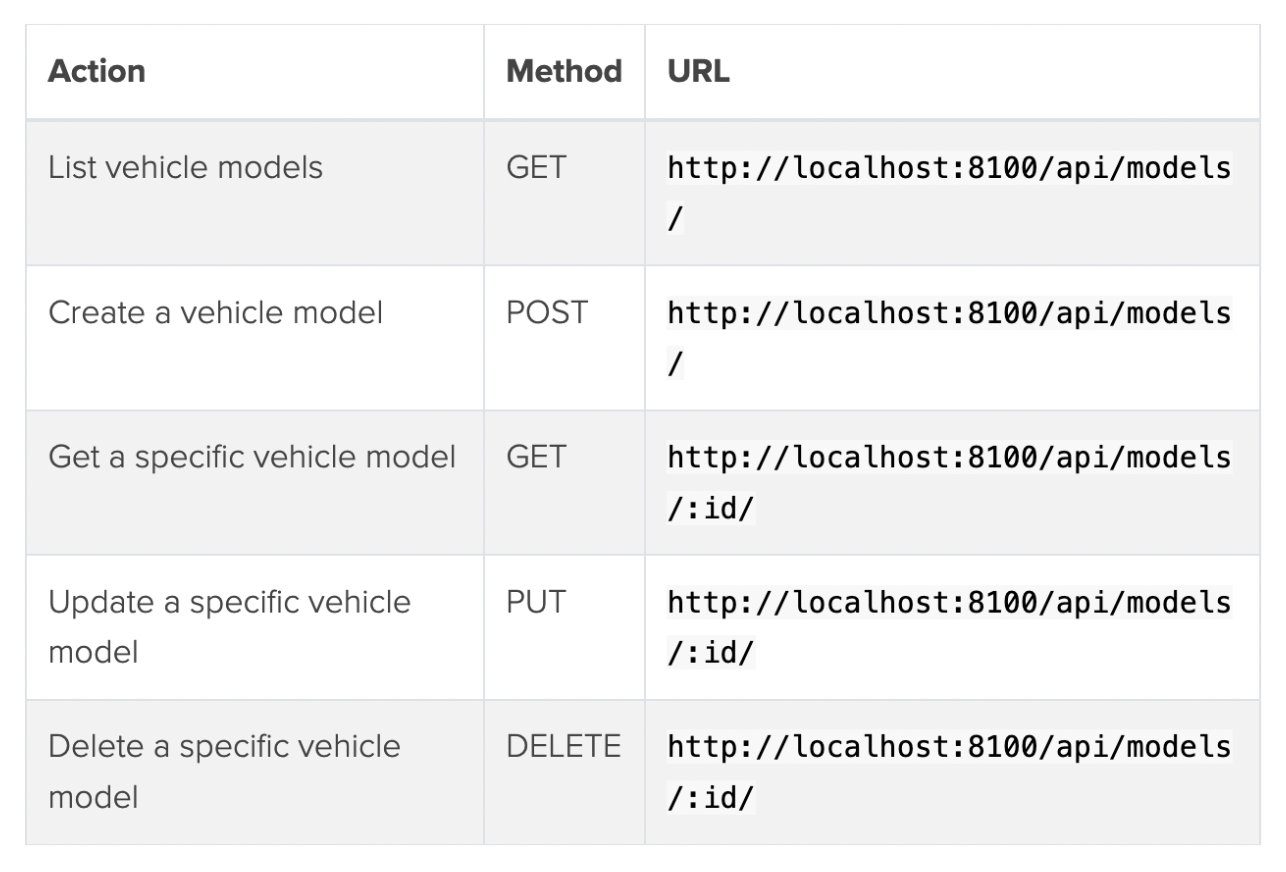 Action Method URL
List vehicle models GET http://localhost:8100/api/models
/
Create a vehicle model POST http://localhost:8100/api/models
/
Get a specific vehicle model GET http://localhost:8100/api/models
/:id/
Update a specific vehicle PUT http://localhost:8100/api/models
model /:id/
Delete a specific vehicle DELETE http://localhost:8100/api/models
model /:id/